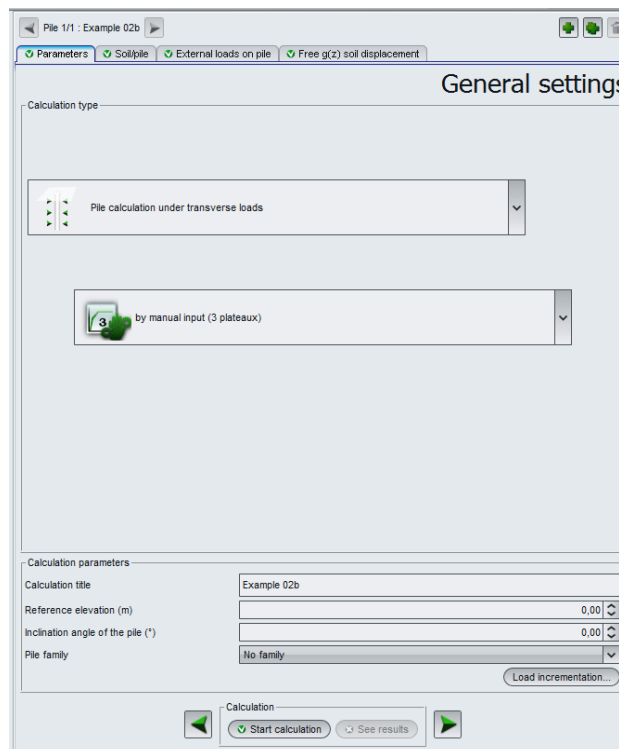 Pile 1/1 : Example 02b
Parameters Soil/pile External loads on pile Free g(z) soil displacement
General settings
Calculation type
Pile calculation under transverse loads
3 by manual input (3 plateaux)
Calculation parameters
Calculation title Example 02b
Reference elevation (m) 0,00
Inclination angle of the pile (°) 0,00
Pile family No family
Load incrementation...
Calculation
Start calculation See results